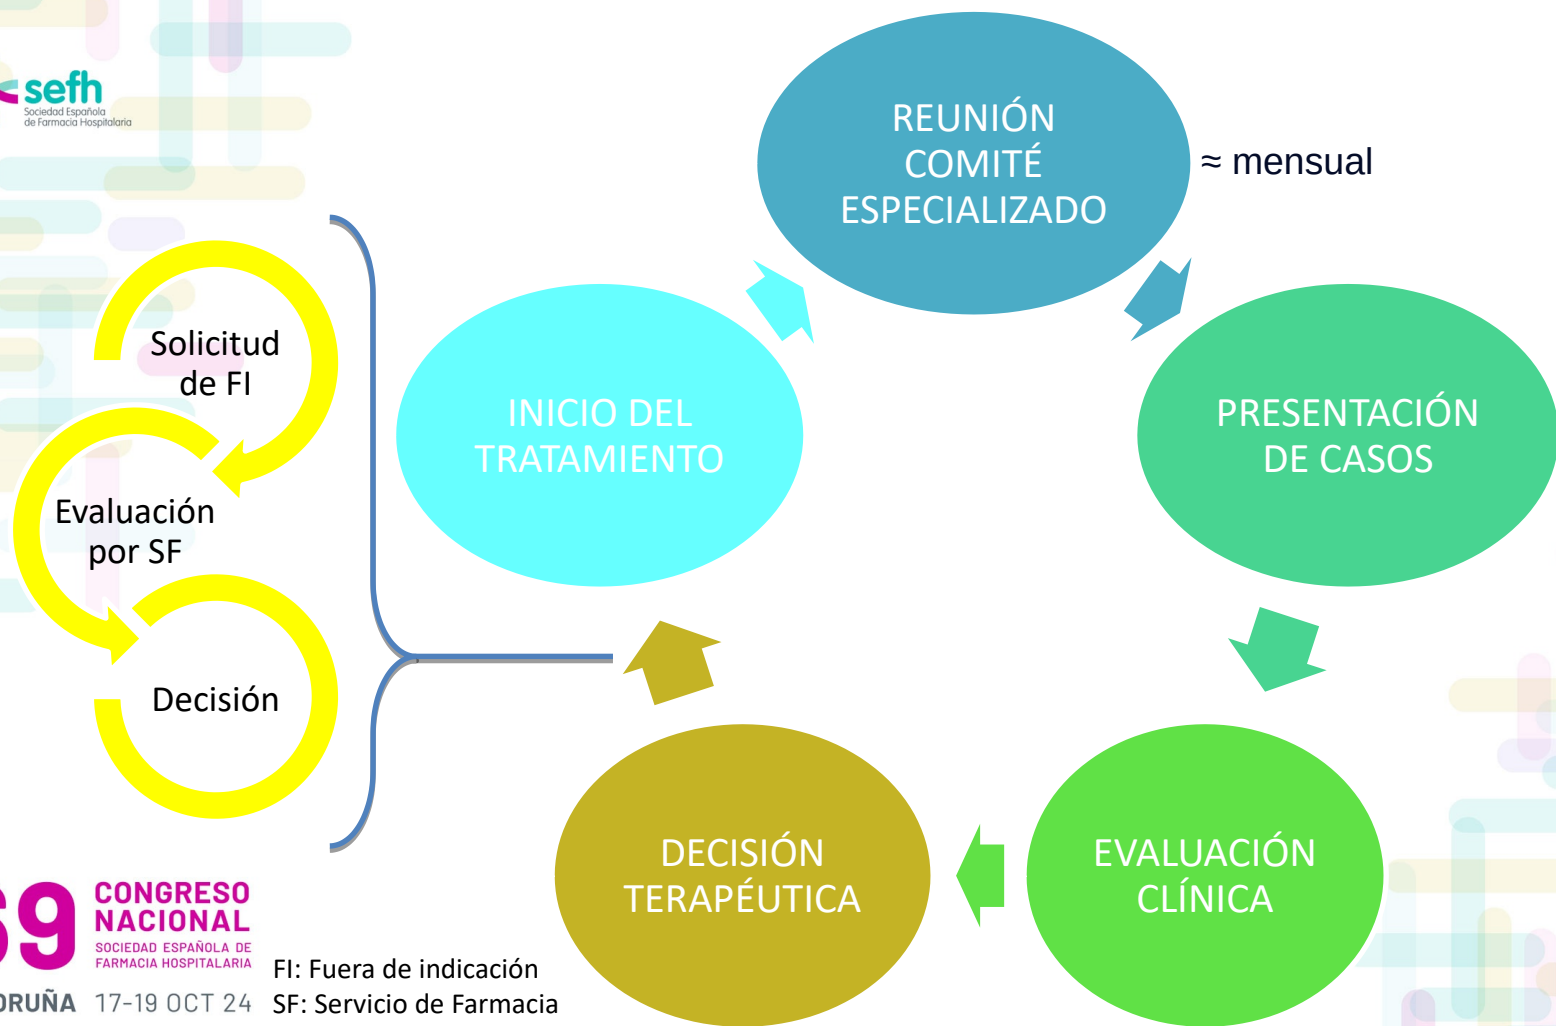 sefh
Sociedad Española
de Farmacia Hospitalaria
REUNIÓN
COMITÉ
ESPECIALIZADO
≈ mensual
Solicitud
de FI
Evaluación
por SF
Decisión
INICIO DEL
TRATAMIENTO
PRESENTACIÓN
DE CASOS
DECISIÓN
TERAPÉUTICA
EVALUACIÓN
CLÍNICA
69
CONGRESO
NACIONAL
SOCIEDAD ESPAÑOLA DE
FARMACIA HOSPITALARIA
ORUÑA 17-19 OCT 24
FI: Fuera de indicación
SF: Servicio de Farmacia